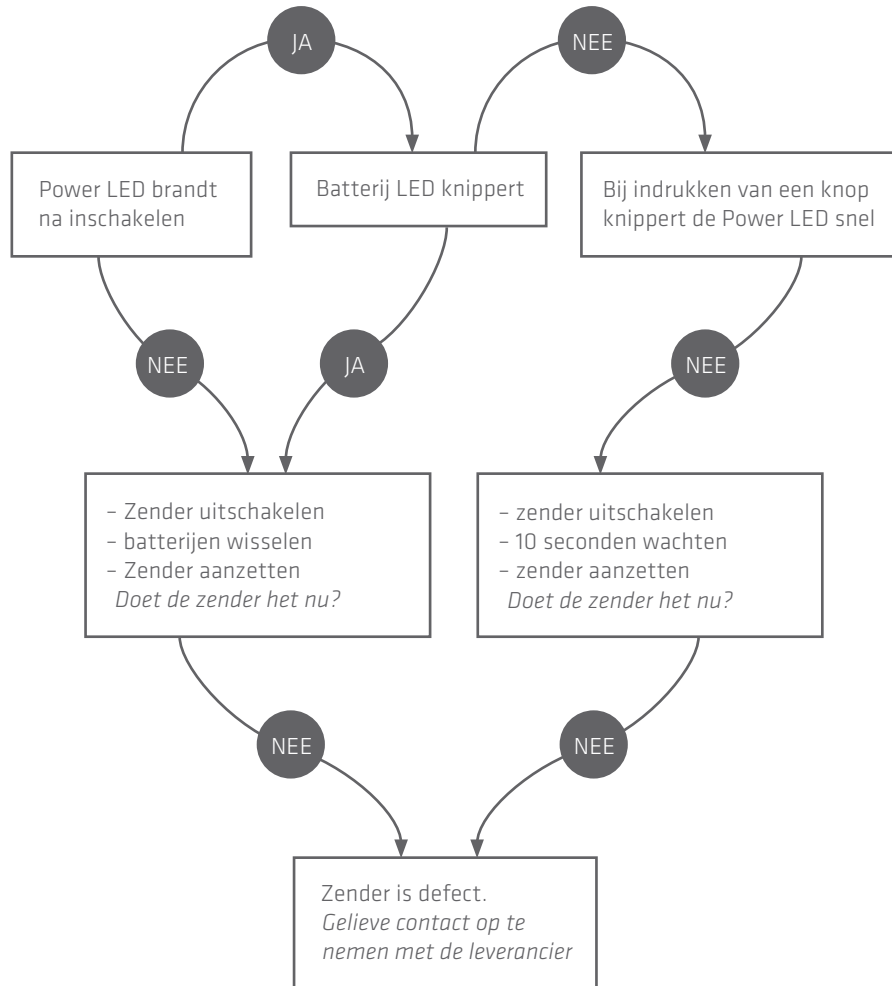 JA
NEE
Power LED brandt
na inschakelen
Batterij LED knippert
Bij indrukken van een knop
knippert de Power LED snel
NEE
JA
NEE
– Zender uitschakelen
– batterijen wisselen
– Zender aanzetten
Doet de zender het nu?
– zender uitschakelen
– 10 seconden wachten
– zender aanzetten
Doet de zender het nu?
NEE
NEE
Zender is defect.
Gelieve contact op te
nemen met de leverancier